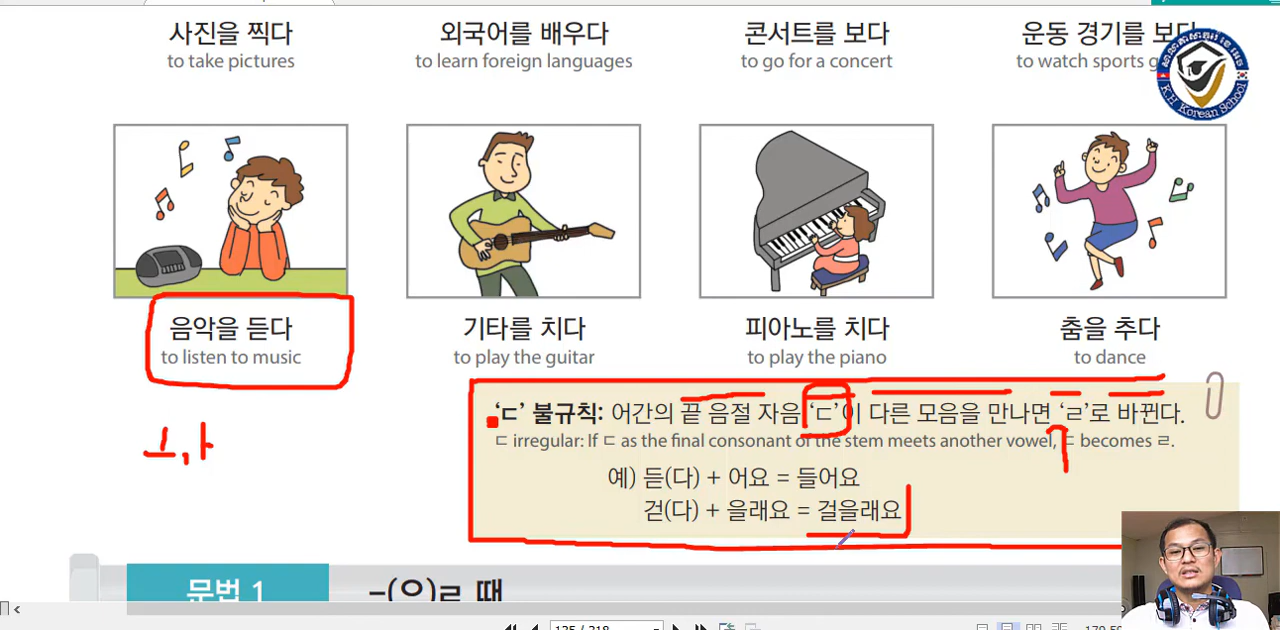 사진을 찍다
to take pictures
외국어를 배우다
to learn foreign languages
콘서트를 보다
to go for a concert
운동 경기를 보다
to watch sports
K.H Korean School
음악을 듣다
to listen to music
기타를 치다
to play the guitar
피아노를 치다
to play the piano
춤을 추다
to dance
‘ㄷ’ 불규칙: 어간의 끝 음절 자음 ‘ㄷ’이 다른 모음을 만나면 ‘ㄹ’로 바뀐다.
ㄷ irregular: If ㄷ as the final consonant of the stem meets another vowel, ㄷ becomes ㄹ.
예) 듣(다) + 어요 = 들어요
걷(다) + 을래요 = 걸을래요
ㅗ,ㅏ
문법 1
-(으)ㄹ 때